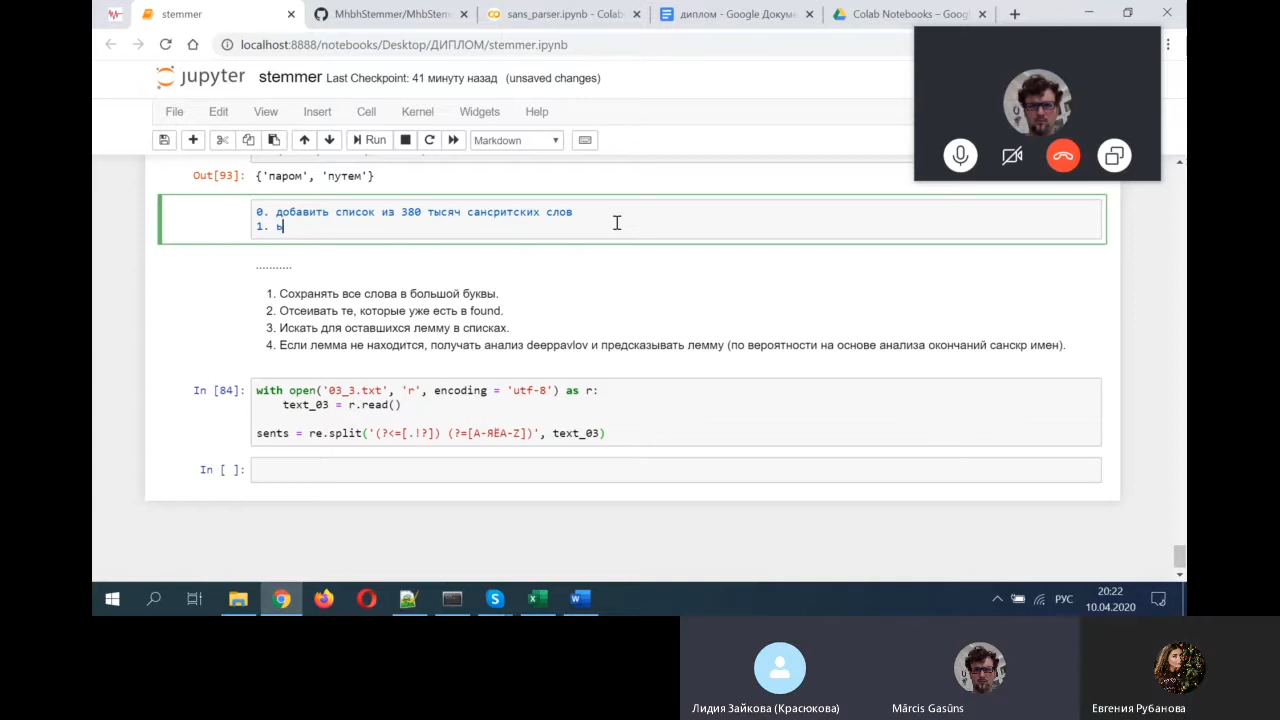 stemmer
MhbhStemmer/MhbStemme
sans_parser.ipynb - Colab
диплом - Google Докуме
Colab Notebooks – Googl
localhost:8888/notebooks/Desktop/ДИПЛОМ/stemmer.ipynb
jupyter stemmer Last Checkpoint: 41 минуту назад (unsaved changes)
File Edit View Insert Cell Kernel Widgets Help
Run Markdown
Out[93]: {'паром', 'путем'}
0. добавить список из 380 тысяч сансритских слов
1. ы
...........
1. Сохранять все слова в большой буквы.
2. Отсеивать те, которые уже есть в found.
3. Искать для оставшихся лемму в списках.
4. Если лемма не находится, получать анализ deeppavlov и предсказывать лемму (по вероятности на основе анализа окончаний санскр имен).
In [84]: with open('03_3.txt', 'r', encoding = 'utf-8') as r:
text_03 = r.read()
sents = re.split('(?<=[.!?]) (?=[А-ЯЁA-Z])', text_03)
In [ ]:
РУС
20:22
10.04.2020
Лидия Зайкова (Красюкова)
Mārcis Gasūns
Евгения Рубанова